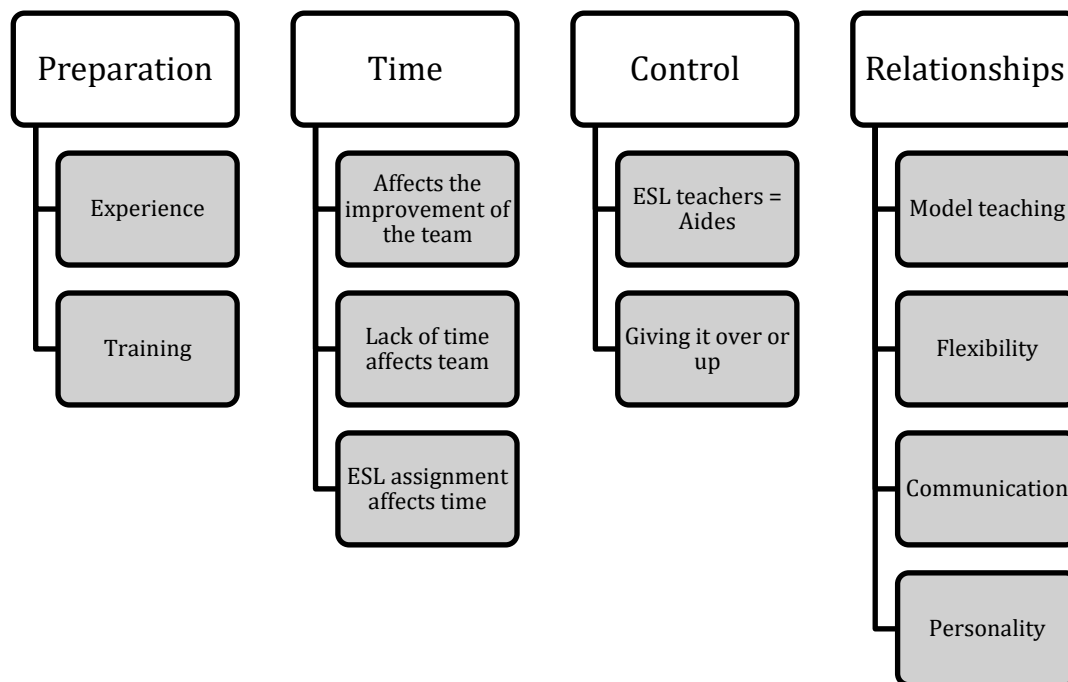 Preparation
Experience
Training
Time
Affects the
improvement of
the team
Lack of time
affects team
ESL assignment
affects time
Control
ESL teachers =
Aides
Giving it over or
up
Relationships
Model teaching
Flexibility
Communication
Personality